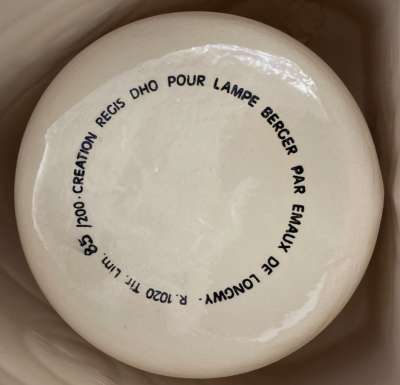 CREATION REGIS DHO POUR LAMPE BERGER PAR EMAUX DE LONGWY · R. 1020 Tir. Lim. 85 /200 ·